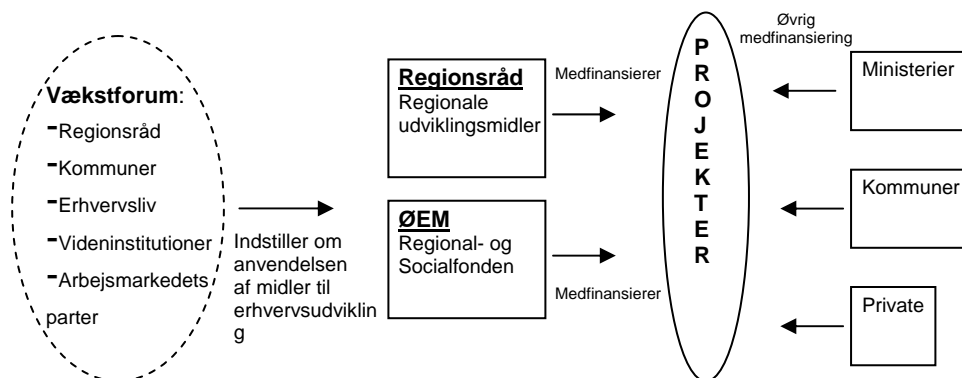 Vækstforum:
-Regionsråd
-Kommuner
-Erhvervsliv
-Videninstitutioner
-Arbejsmarkedets
parter
Indstiller om
anvendelsen
af midler til
erhvervsudviklin
g
Regionsråd
Regionale
udviklingsmidler
ØEM
Regional- og
Socialfonden
Medfinansierer
Medfinansierer
P
R
O
J
E
K
T
E
R
Øvrig
medfinansiering
Ministerier
Kommuner
Private